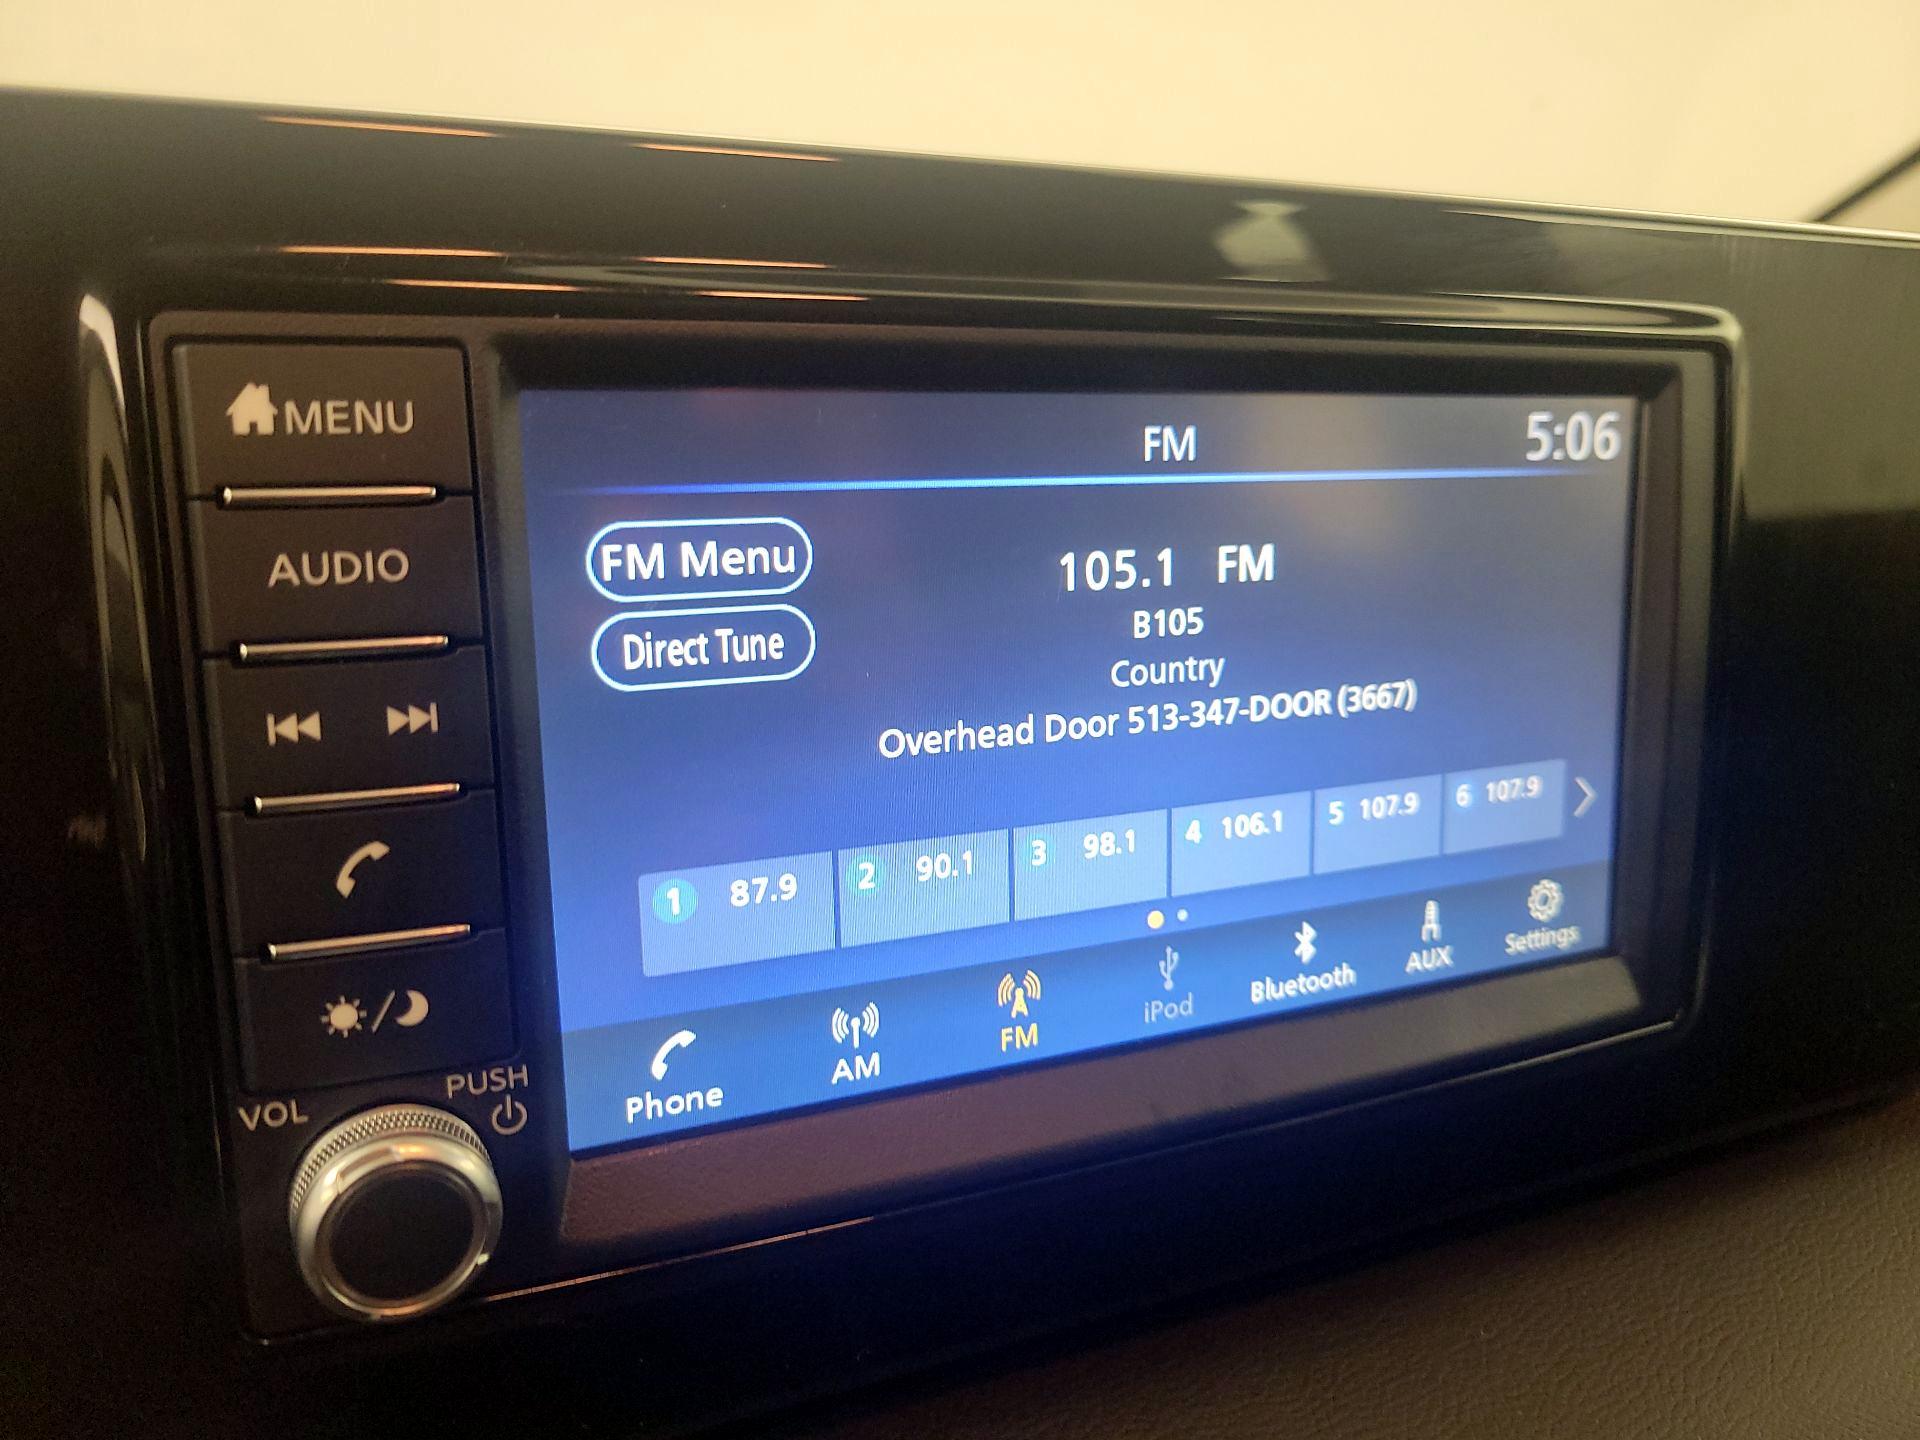 MENU
AUDIO
VOL
PUSH
FM
5:06
FM Menu
Direct Tune
105.1 FM
B105
Country
Overhead Door 513-347-DOOR (3667)
1 87.9
2 90.1
3 98.1
4 106.1
5 107.9
6 107.9
Phone
AM
FM
iPod
Bluetooth
AUX
Settings